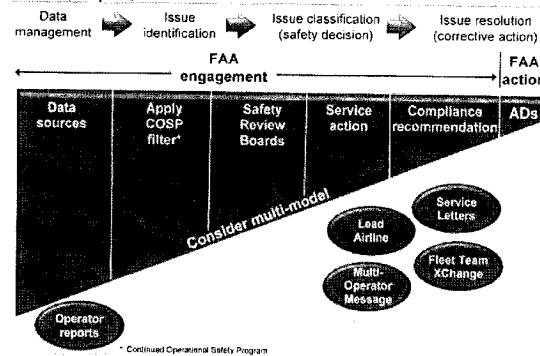 Data management
Issue identification
Issue classification (safety decision)
Issue resolution (corrective action)
FAA engagement
FAA action
Data sources
Apply COSP filter*
Safety Review Boards
Service action
Compliance recommendation
ADs
Consider multi-model
Lead Airline
Service Letters
Multi-Operator Message
Fleet Team XChange
Operator reports
* Continued Operational Safety Program